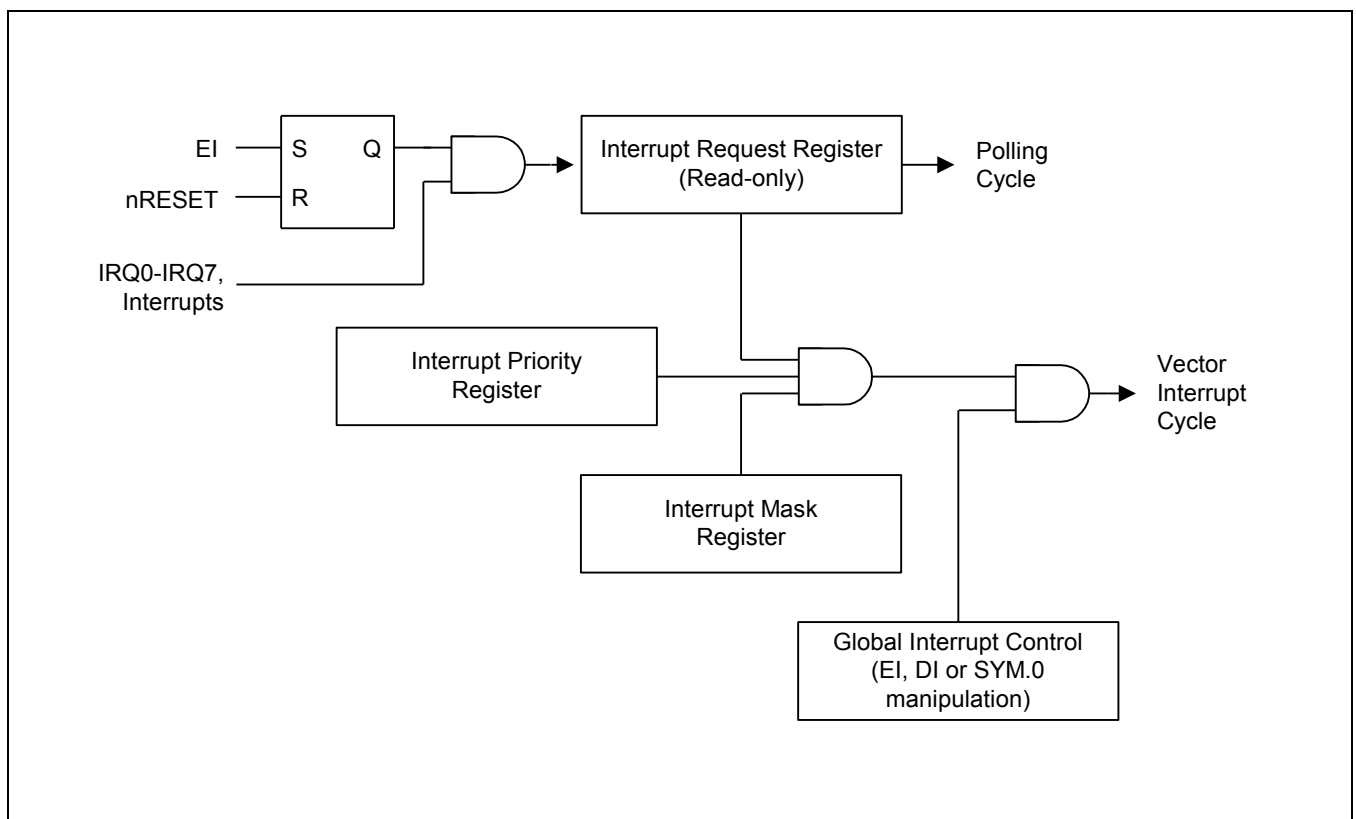 EI
S
Q
nRESET
R
IRQ0-IRQ7,
Interrupts
Interrupt Request Register
(Read-only)
Polling
Cycle
Interrupt Priority
Register
Vector
Interrupt
Cycle
Interrupt Mask
Register
Global Interrupt Control
(EI, DI or SYM.0
manipulation)